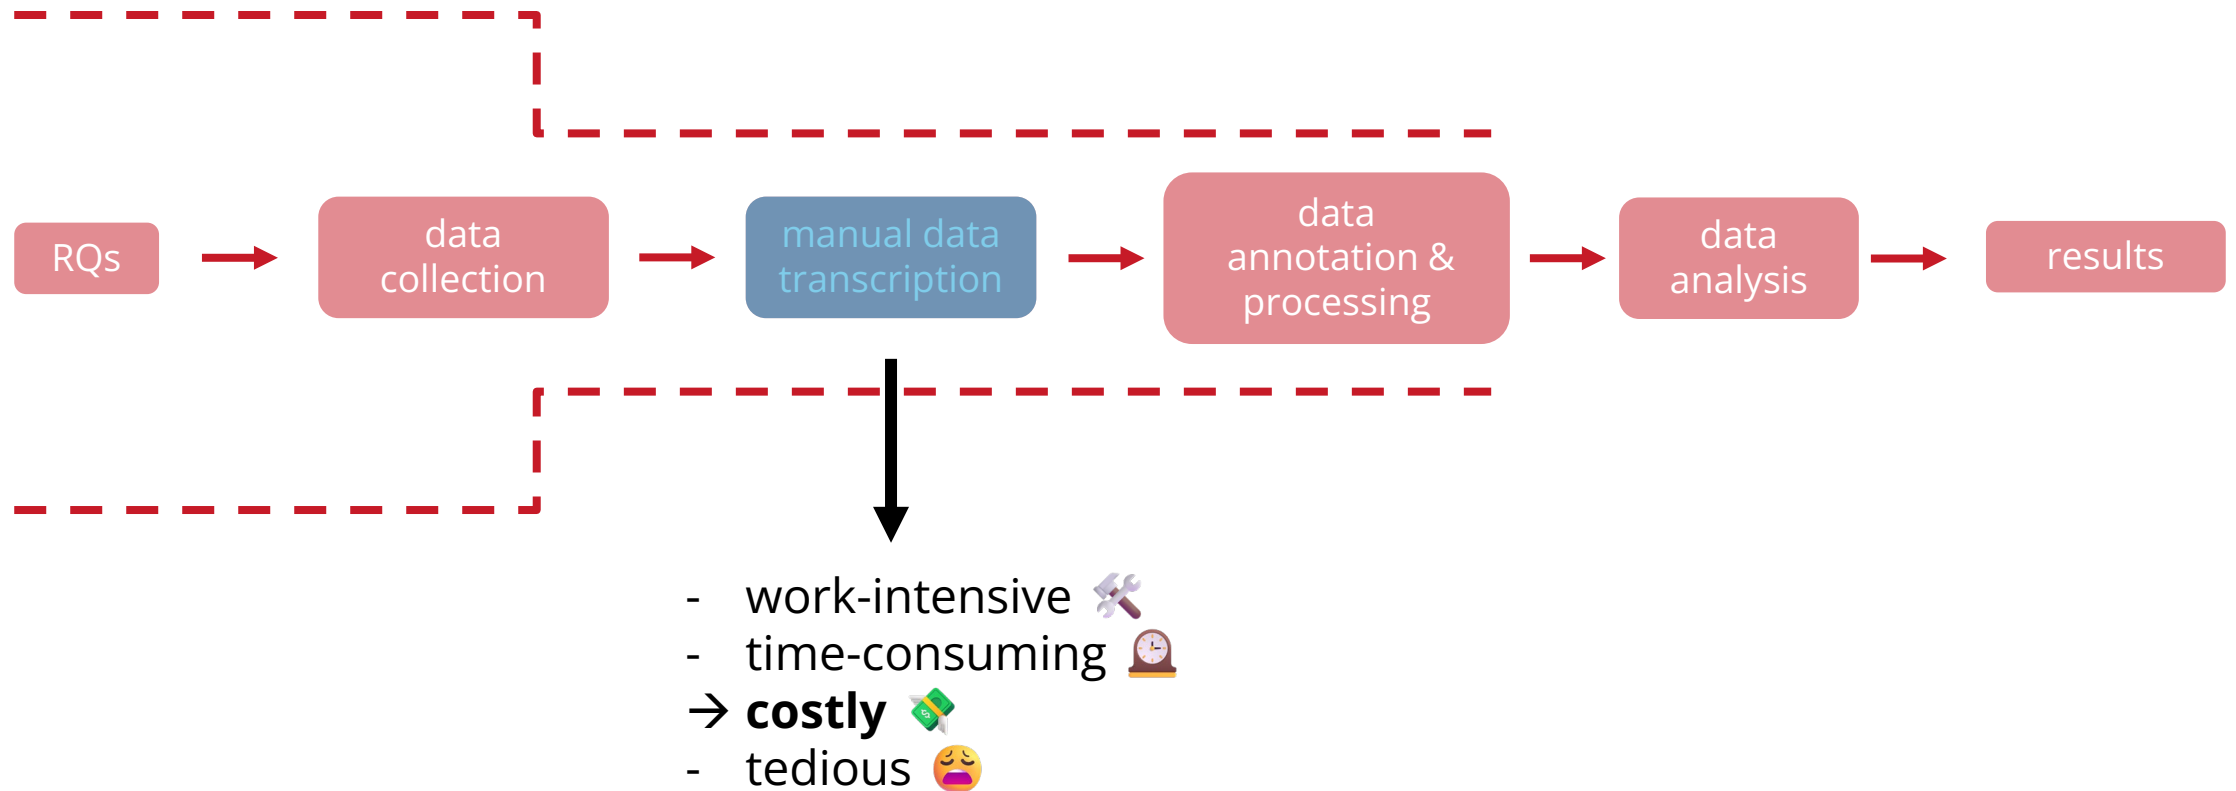 RQs
data
collection
manual data
transcription
data
annotation &
processing
data
analysis
results
- work-intensive 🛠️
- time-consuming 🕰️
→ costly 💸
- tedious 😩